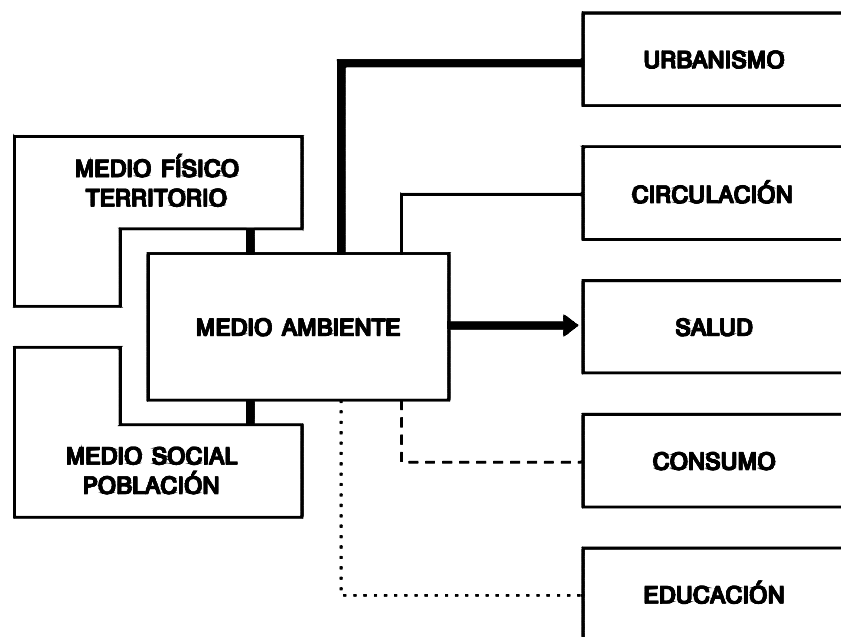 URBANISMO
MEDIO FÍSICO
TERRITORIO
CIRCULACIÓN
MEDIO AMBIENTE
SALUD
MEDIO SOCIAL
POBLACIÓN
CONSUMO
EDUCACIÓN